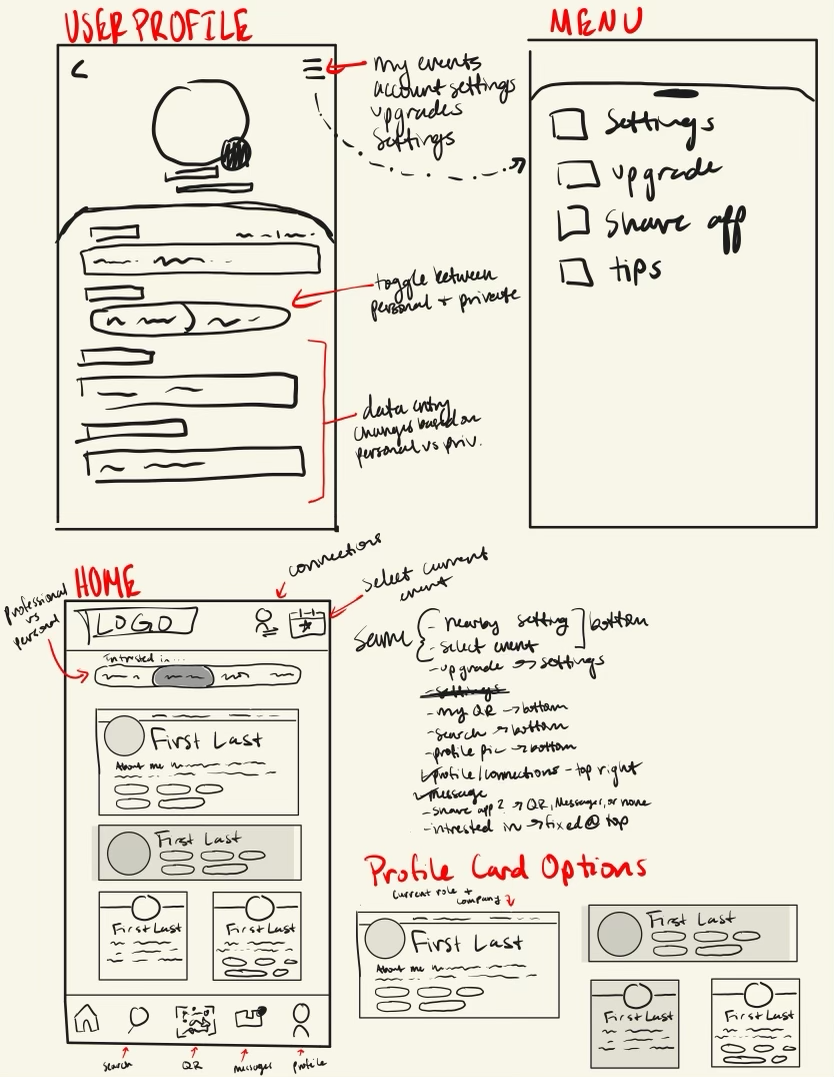 USER PROFILE
my events
account settings
upgrades
Settings
toggle between
personal + private
data entry
changes based on
personal vs priv.
MENU
Settings
upgrade
Share app
tips
HOME
Professional
vs
personal
connections
select current
event
LOGO
Intrested in...
First Last
About me
First Last
First Last
First Last
search
QR
messages
profile
same
- nearby setting
- select event
bottom
- upgrade → settings
- settings
- my QR → bottom
- search → bottom
- profile pic → bottom
profile/connections - top right
message
- share app? → QR, Messages, or none
- intrested in → fixed @ top
Profile Card Options
current role +
company
First Last
About me
First Last
First Last
First Last